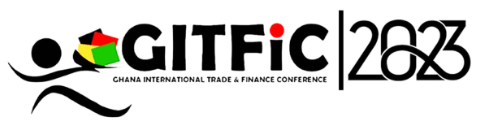 GITFiC
GHANA INTERNATIONAL TRADE & FINANCE CONFERENCE
2023